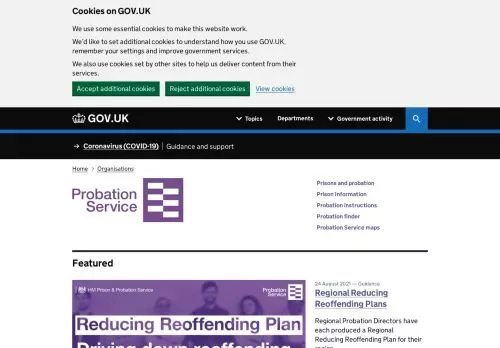 Cookies on GOV.UK
We use some essential cookies to make this website work.
We'd like to set additional cookies to understand how you use GOV.UK,
remember your settings and improve government services.
We also use cookies set by other sites to help us deliver content from their
services.
Accept additional cookies Reject additional cookies View cookies
GOV.UK Topics Departments Government activity
→ Coronavirus (COVID-19) Guidance and support
Home > Organisations
Probation
Service
Prisons and probation
Prison Information
Probation Instructions
Probation finder
Probation Service maps
Featured
HM Prison & Probation Service
Probation
Service
Reducing Reoffending Plan
Driving down reoffending
24 August 2021 — Guidance
Regional Reducing
Reoffending Plans
Regional Probation Directors have
each produced a Regional
Reducing Reoffending Plan for their